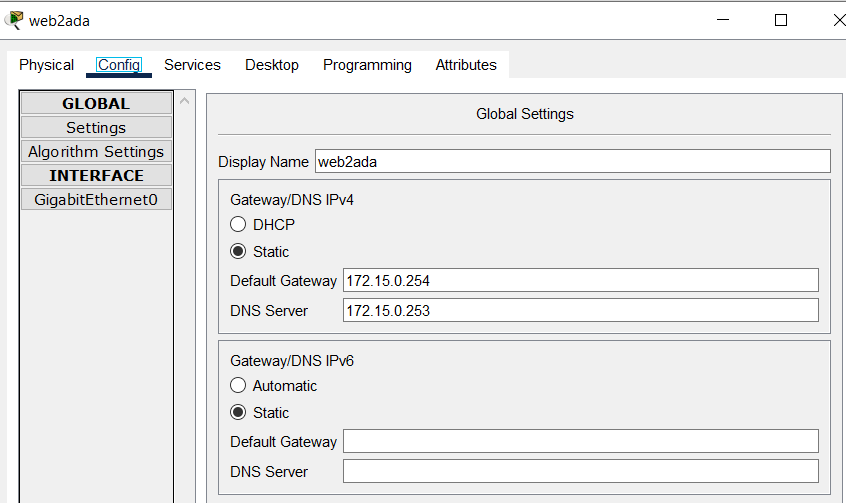 web2ada
Physical Config Services Desktop Programming Attributes
GLOBAL
Settings
Algorithm Settings
INTERFACE
GigabitEthernet0
Global Settings
Display Name web2ada
Gateway/DNS IPv4
DHCP
Static
Default Gateway 172.15.0.254
DNS Server 172.15.0.253
Gateway/DNS IPv6
Automatic
Static
Default Gateway
DNS Server